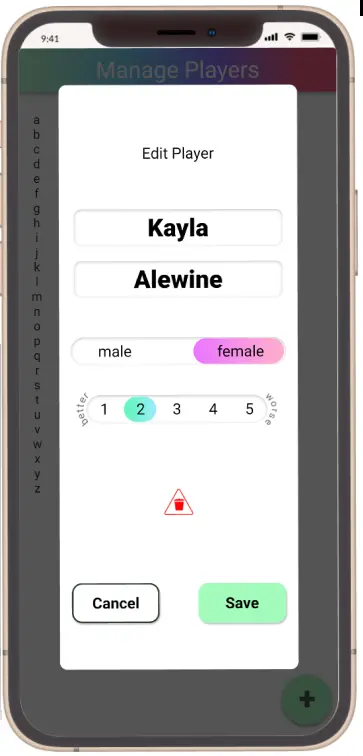 9:41
Manage Players
Edit Player
Kayla
Alewine
male female
better 1 2 3 4 5 worse
Cancel Save
a
b
c
d
e
f
g
h
i
j
k
l
m
n
o
p
q
r
s
t
u
v
w
x
y
z
+